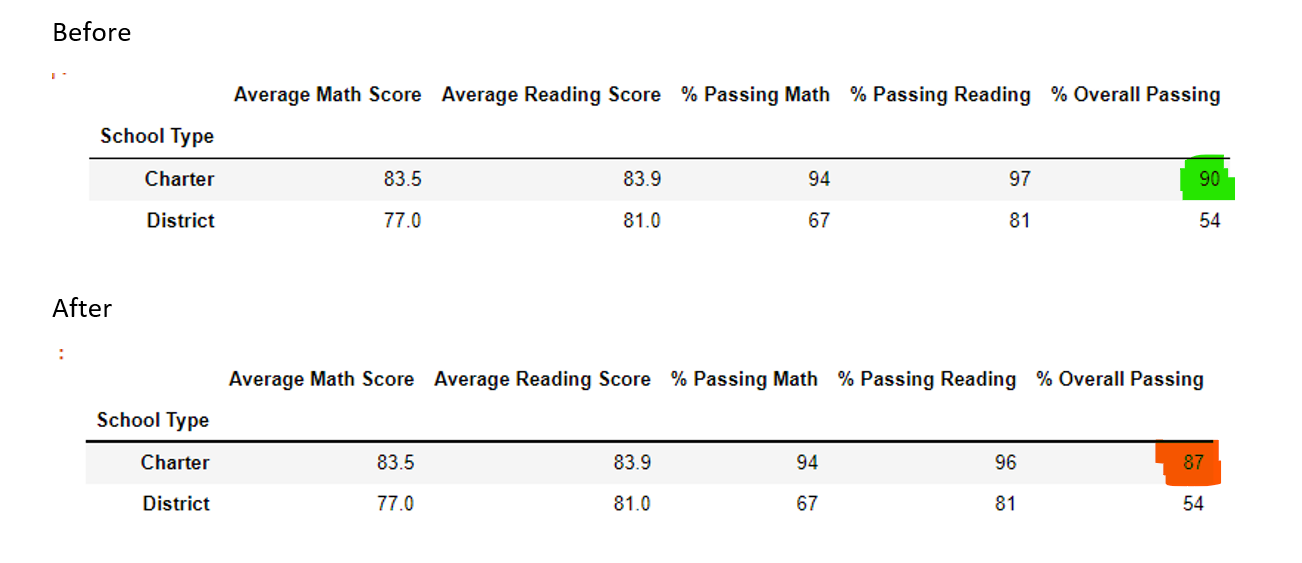 Before
Average Math Score Average Reading Score % Passing Math % Passing Reading % Overall Passing
School Type
Charter 83.5 83.9 94 97 90
District 77.0 81.0 67 81 54
After
:
Average Math Score Average Reading Score % Passing Math % Passing Reading % Overall Passing
School Type
Charter 83.5 83.9 94 96 87
District 77.0 81.0 67 81 54